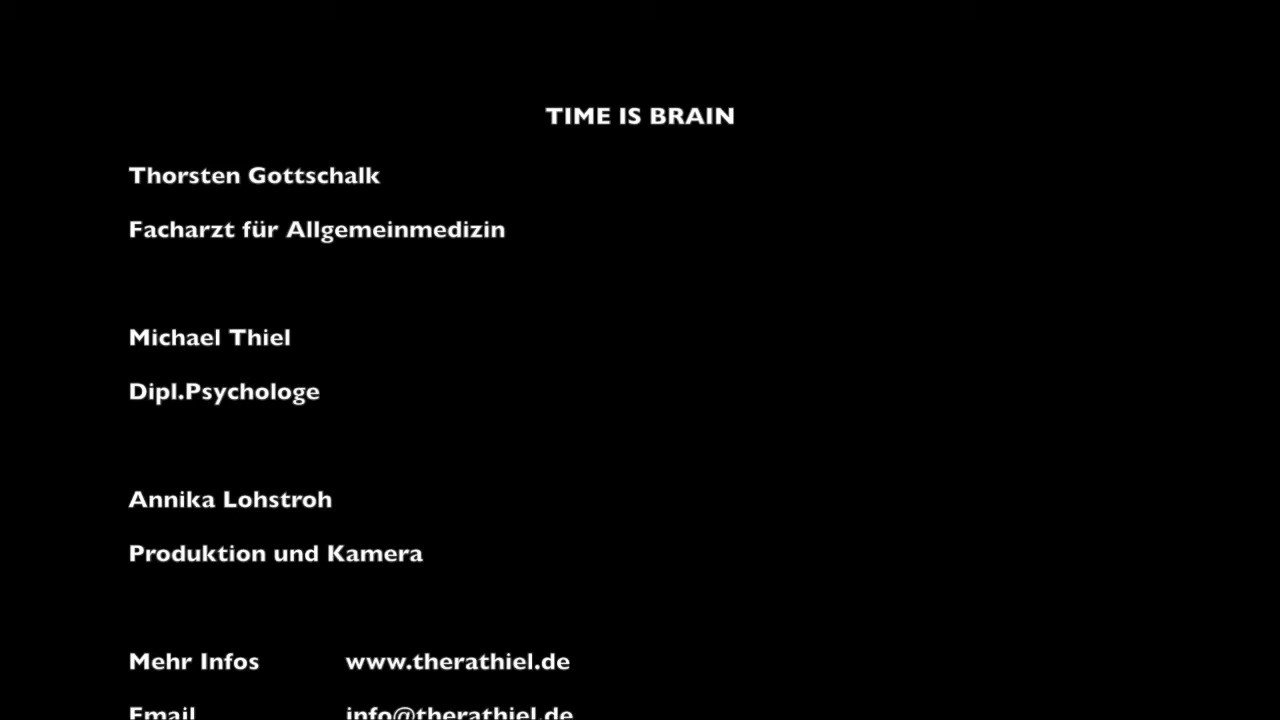 TIME IS BRAIN
Thorsten Gottschalk
Facharzt für Allgemeinmedizin
Michael Thiel
Dipl.Psychologe
Annika Lohstroh
Produktion und Kamera
Mehr Infos www.therathiel.de
Email info@therathiel.de